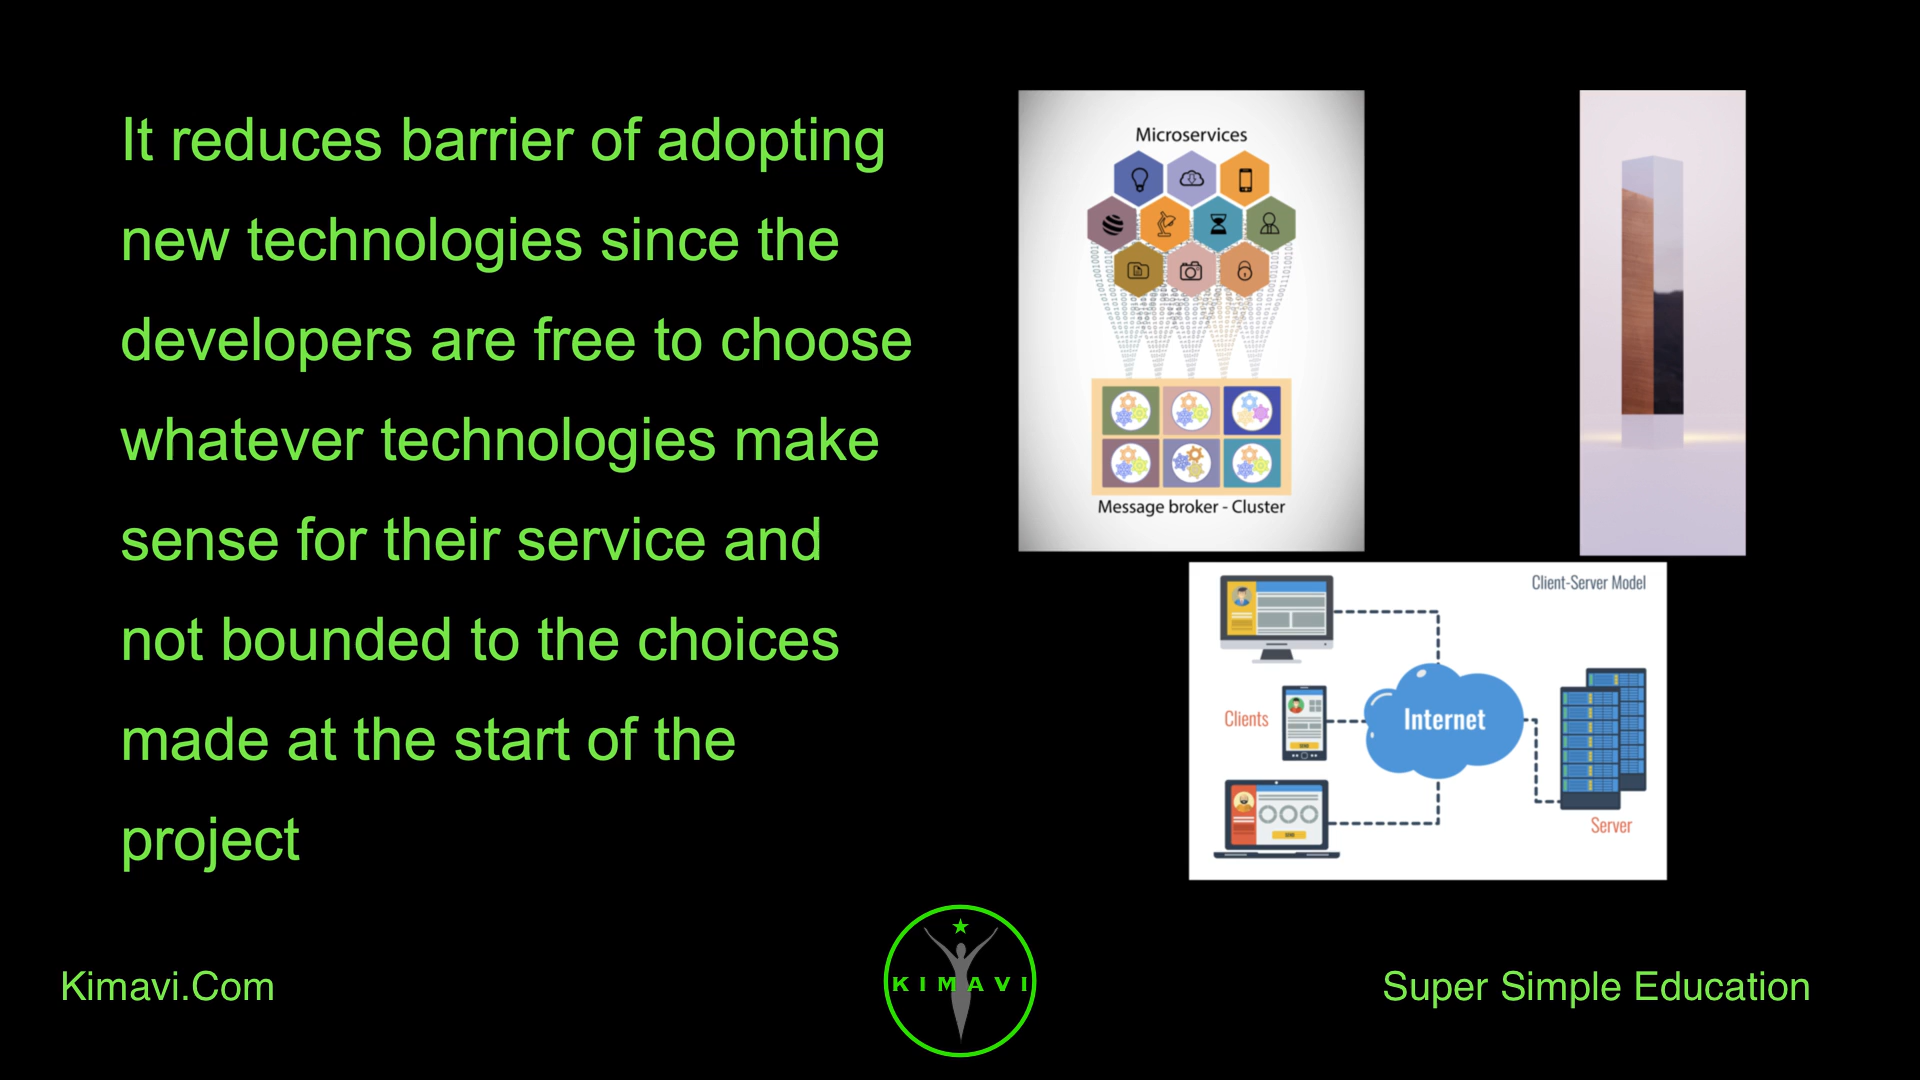 It reduces barrier of adopting
new technologies since the
developers are free to choose
whatever technologies make
sense for their service and
not bounded to the choices
made at the start of the
project
Microservices
Message broker - Cluster
Client-Server Model
Clients
Internet
Server
Kimavi.Com
KIMAVI
Super Simple Education